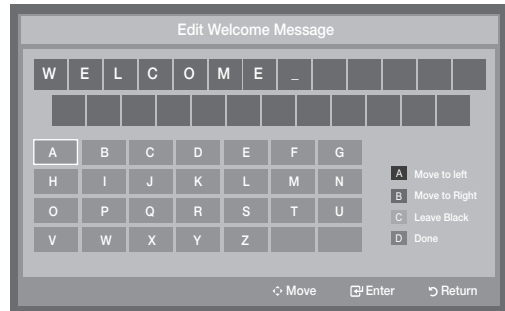 Edit Welcome Message
W E L C O M E _
A B C D E F G
H I J K L M N
O P Q R S T U
V W X Y Z
A Move to left
B Move to Right
C Leave Black
D Done
Move Enter Return